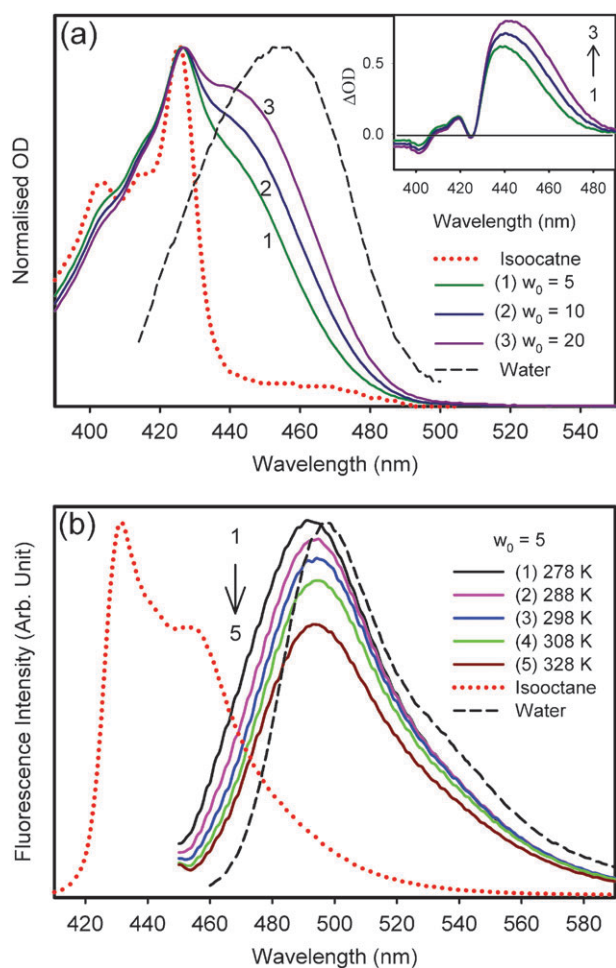 (a)
3
1
ΔOD
0.5
0.0
400 420 440 460 480
Wavelength (nm)
3
2
1
Normalised OD
Isoocatne
(1) w0 = 5
(2) w0 = 10
(3) w0 = 20
Water
400 420 440 460 480 500 520 540
Wavelength (nm)
(b)
1
5
w0 = 5
(1) 278 K
(2) 288 K
(3) 298 K
(4) 308 K
(5) 328 K
Isooctane
Water
Fluorescence Intensity (Arb. Unit)
420 440 460 480 500 520 540 560 580
Wavelength (nm)